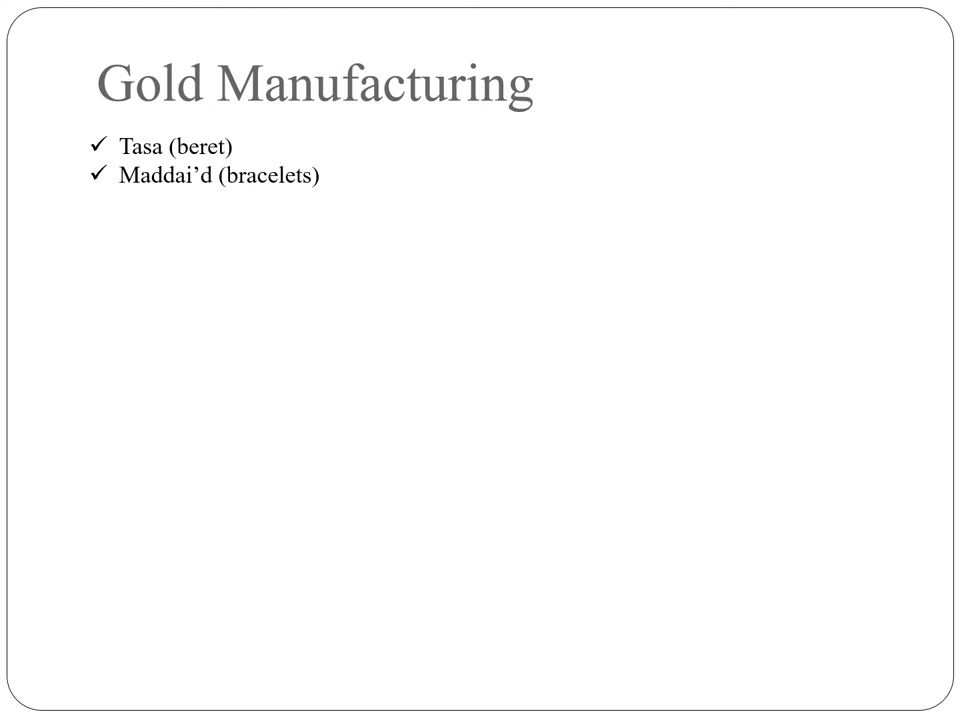 Gold Manufacturing
✓ Tasa (beret)
✓ Maddai’d (bracelets)